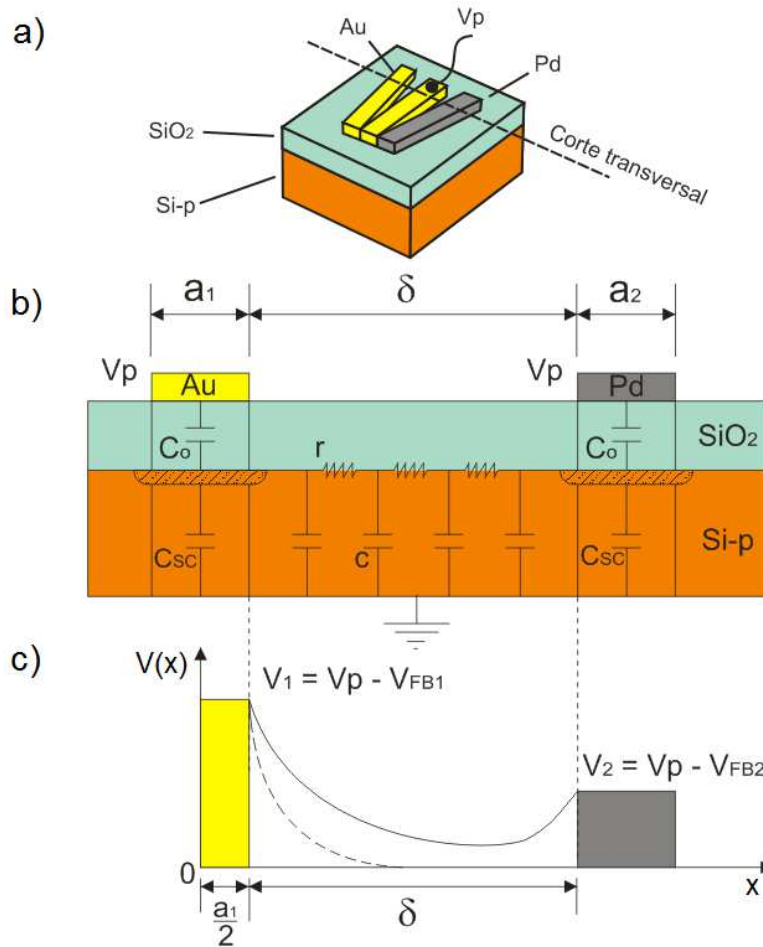 a)
Au
Vp
Pd
SiO₂
Si-p
Corte transversal
b)
a₁
δ
a₂
Vp
Au
Vp
Pd
Co
r
Co
SiO₂
Csc
c
Csc
Si-p
c)
V(x)
V₁ = Vp - VFB1
V₂ = Vp - VFB2
0
x
a₁/2
δ